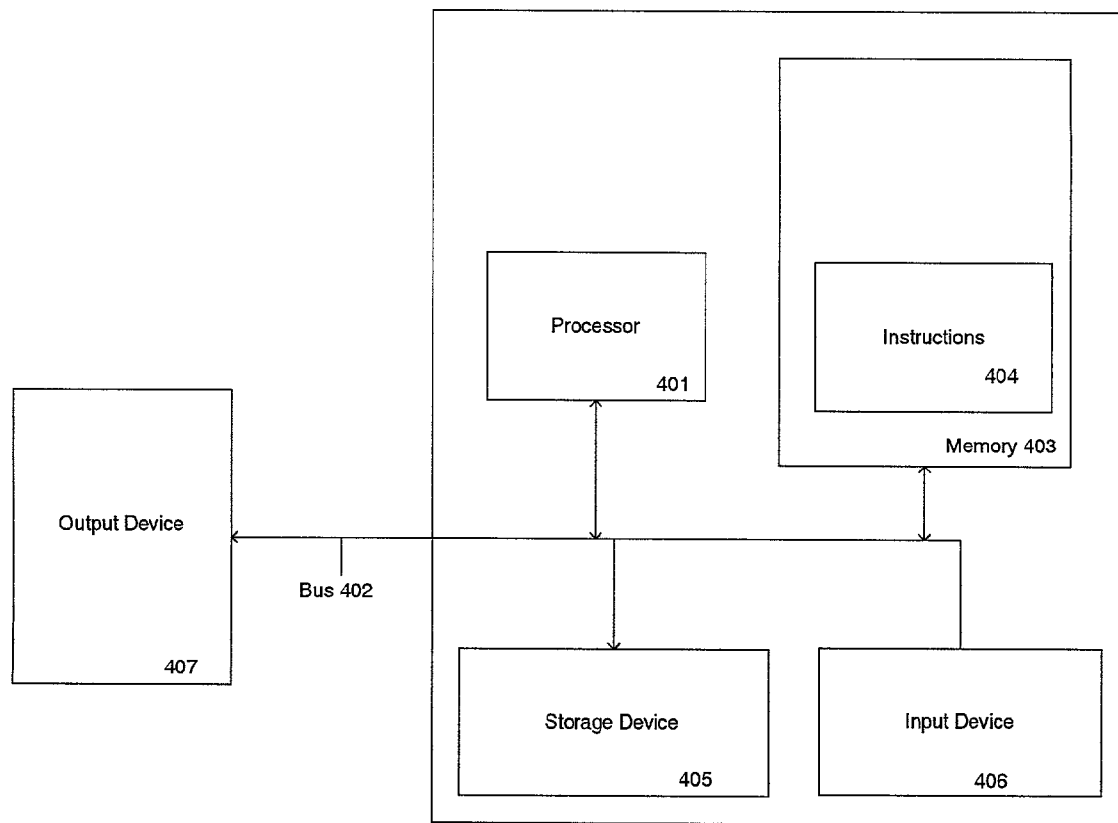 Processor
401
Instructions
404
Memory 403
Output Device
407
Bus 402
Storage Device
405
Input Device
406